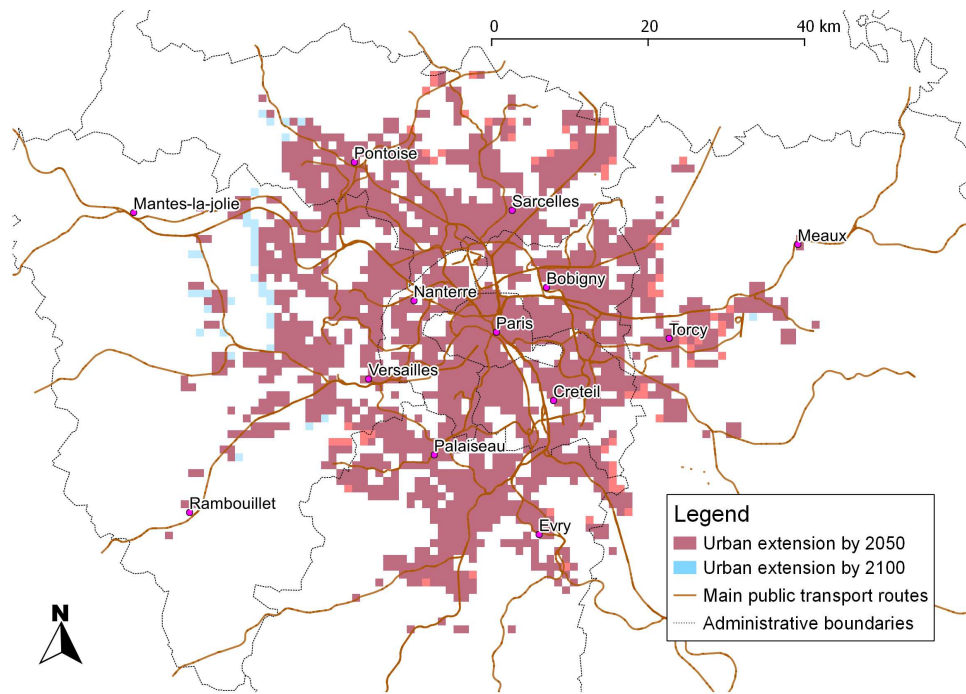 0 20 40 km
Pontoise
Mantes-la-jolie
Sarcelles
Meaux
Bobigny
Nanterre
Paris
Torcy
Versailles
Creteil
Palaiseau
Rambouillet
Evry
Legend
Urban extension by 2050
Urban extension by 2100
Main public transport routes
Administrative boundaries
N